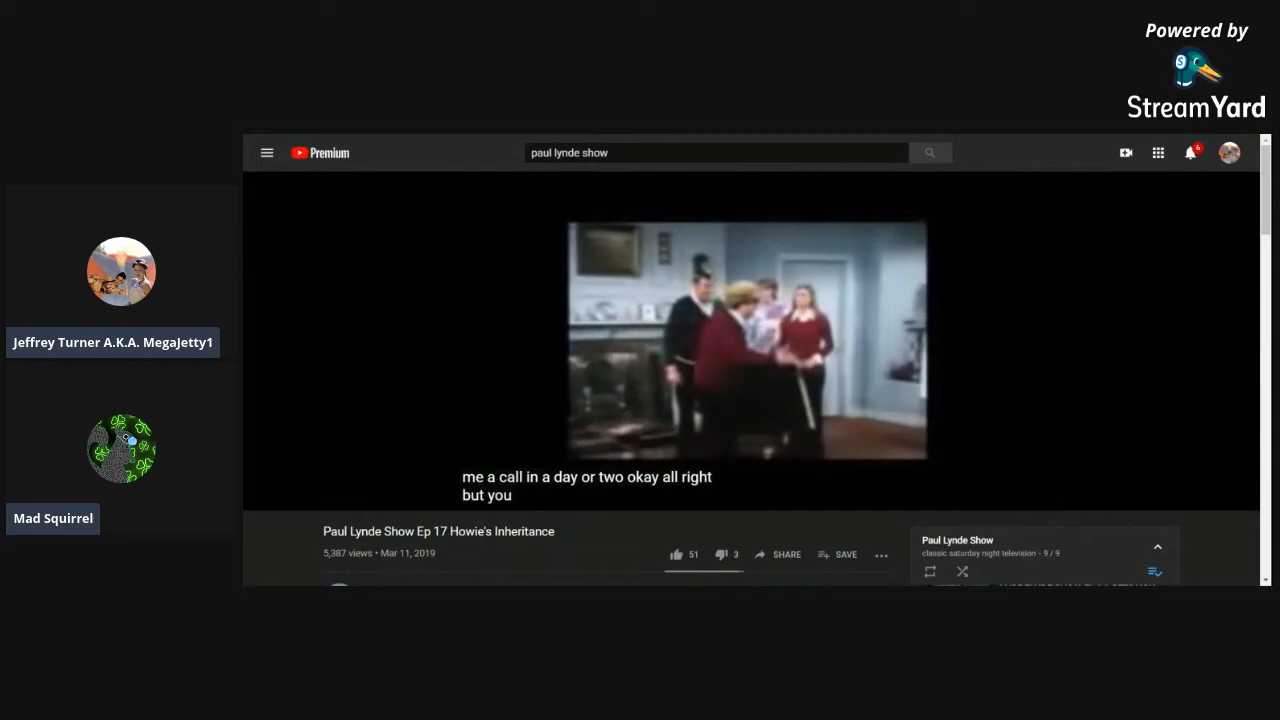 Powered by
StreamYard
Premium
paul lynde show
6
Jeffrey Turner A.K.A. MegaJetty1
Mad Squirrel
me a call in a day or two okay all right
but you
Paul Lynde Show Ep 17 Howie's Inheritance
5,387 views • Mar 11, 2019
51
3
SHARE
SAVE
Paul Lynde Show
classic saturday night television - 9 / 9